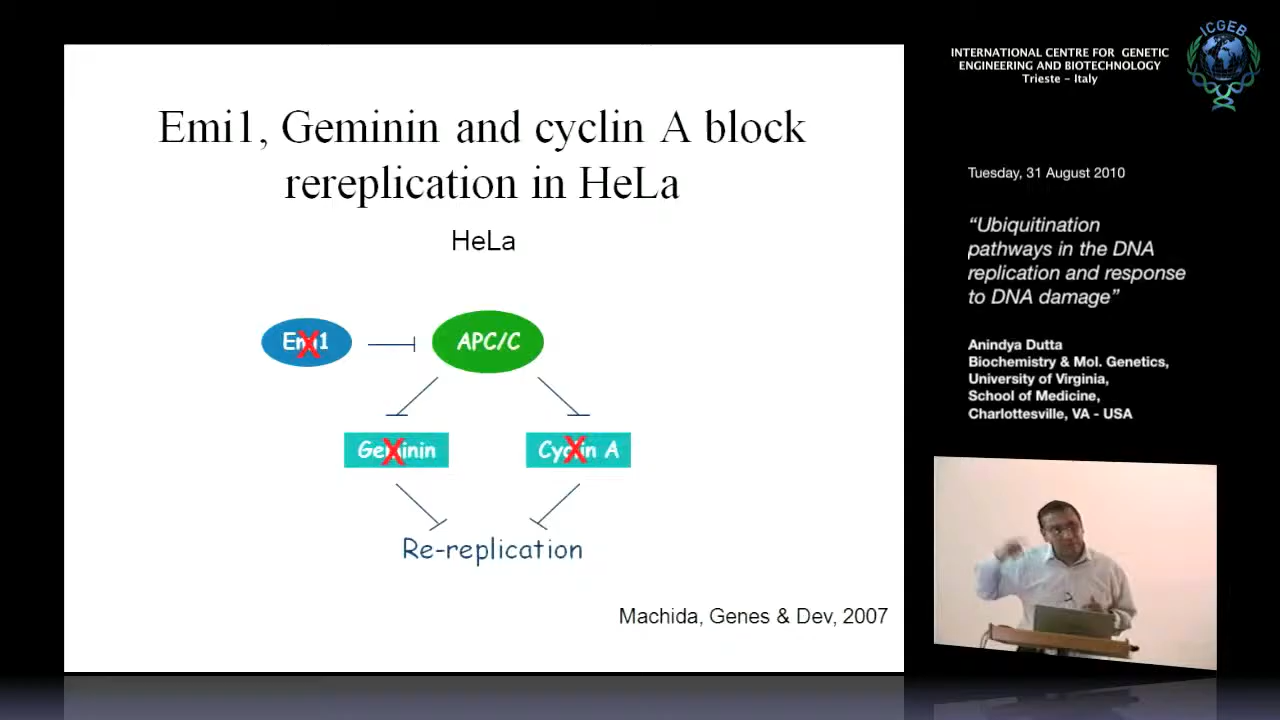 Emi1, Geminin and cyclin A block
rereplication in HeLa
HeLa
Emi1
APC/C
Geminin
Cyclin A
Re-replication
Machida, Genes & Dev, 2007
ICGEB
INTERNATIONAL CENTRE FOR GENETIC
ENGINEERING AND BIOTECHNOLOGY
Trieste - Italy
Tuesday, 31 August 2010
“Ubiquitination
pathways in the DNA
replication and response
to DNA damage”
Anindya Dutta
Biochemistry & Mol. Genetics,
University of Virginia,
School of Medicine,
Charlottesville, VA - USA